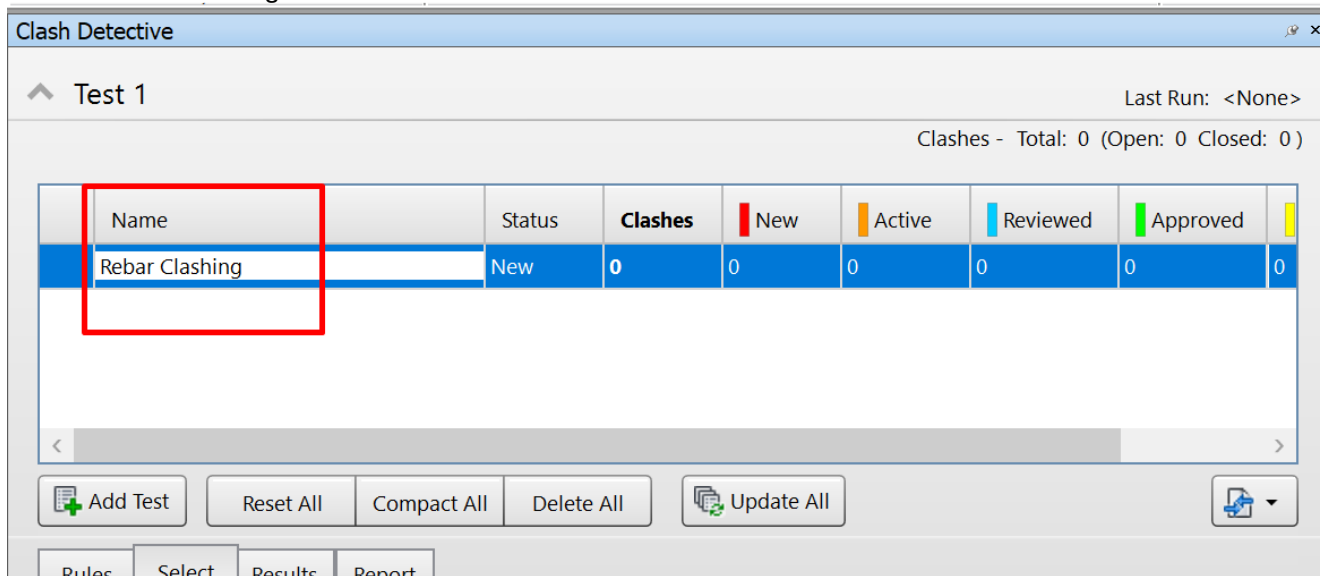 Clash Detective
Test 1
Last Run: <None>
Clashes - Total: 0 (Open: 0 Closed: 0)
Name Status Clashes New Active Reviewed Approved
Rebar Clashing New 0 0 0 0 0 0
Add Test Reset All Compact All Delete All Update All
Rules Select Results Report